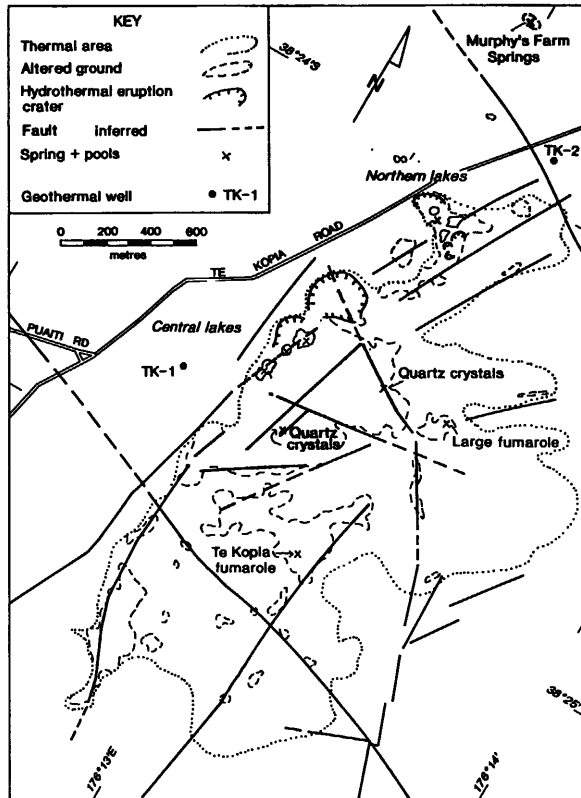 KEY
Thermal area
Altered ground
Hydrothermal eruption
crater
Fault inferred
Spring + pools
Geothermal well
TK-1
0 200 400 600
metres
38°24'S
N
Murphy's Farm
Springs
TK-2
Northern lakes
TE KOPIA ROAD
PUAITI RD
Central lakes
TK-1
Quartz crystals
Quartz
crystals
Large fumarole
Te Kopia
fumarole
38°25'
176°13'E
176°14'